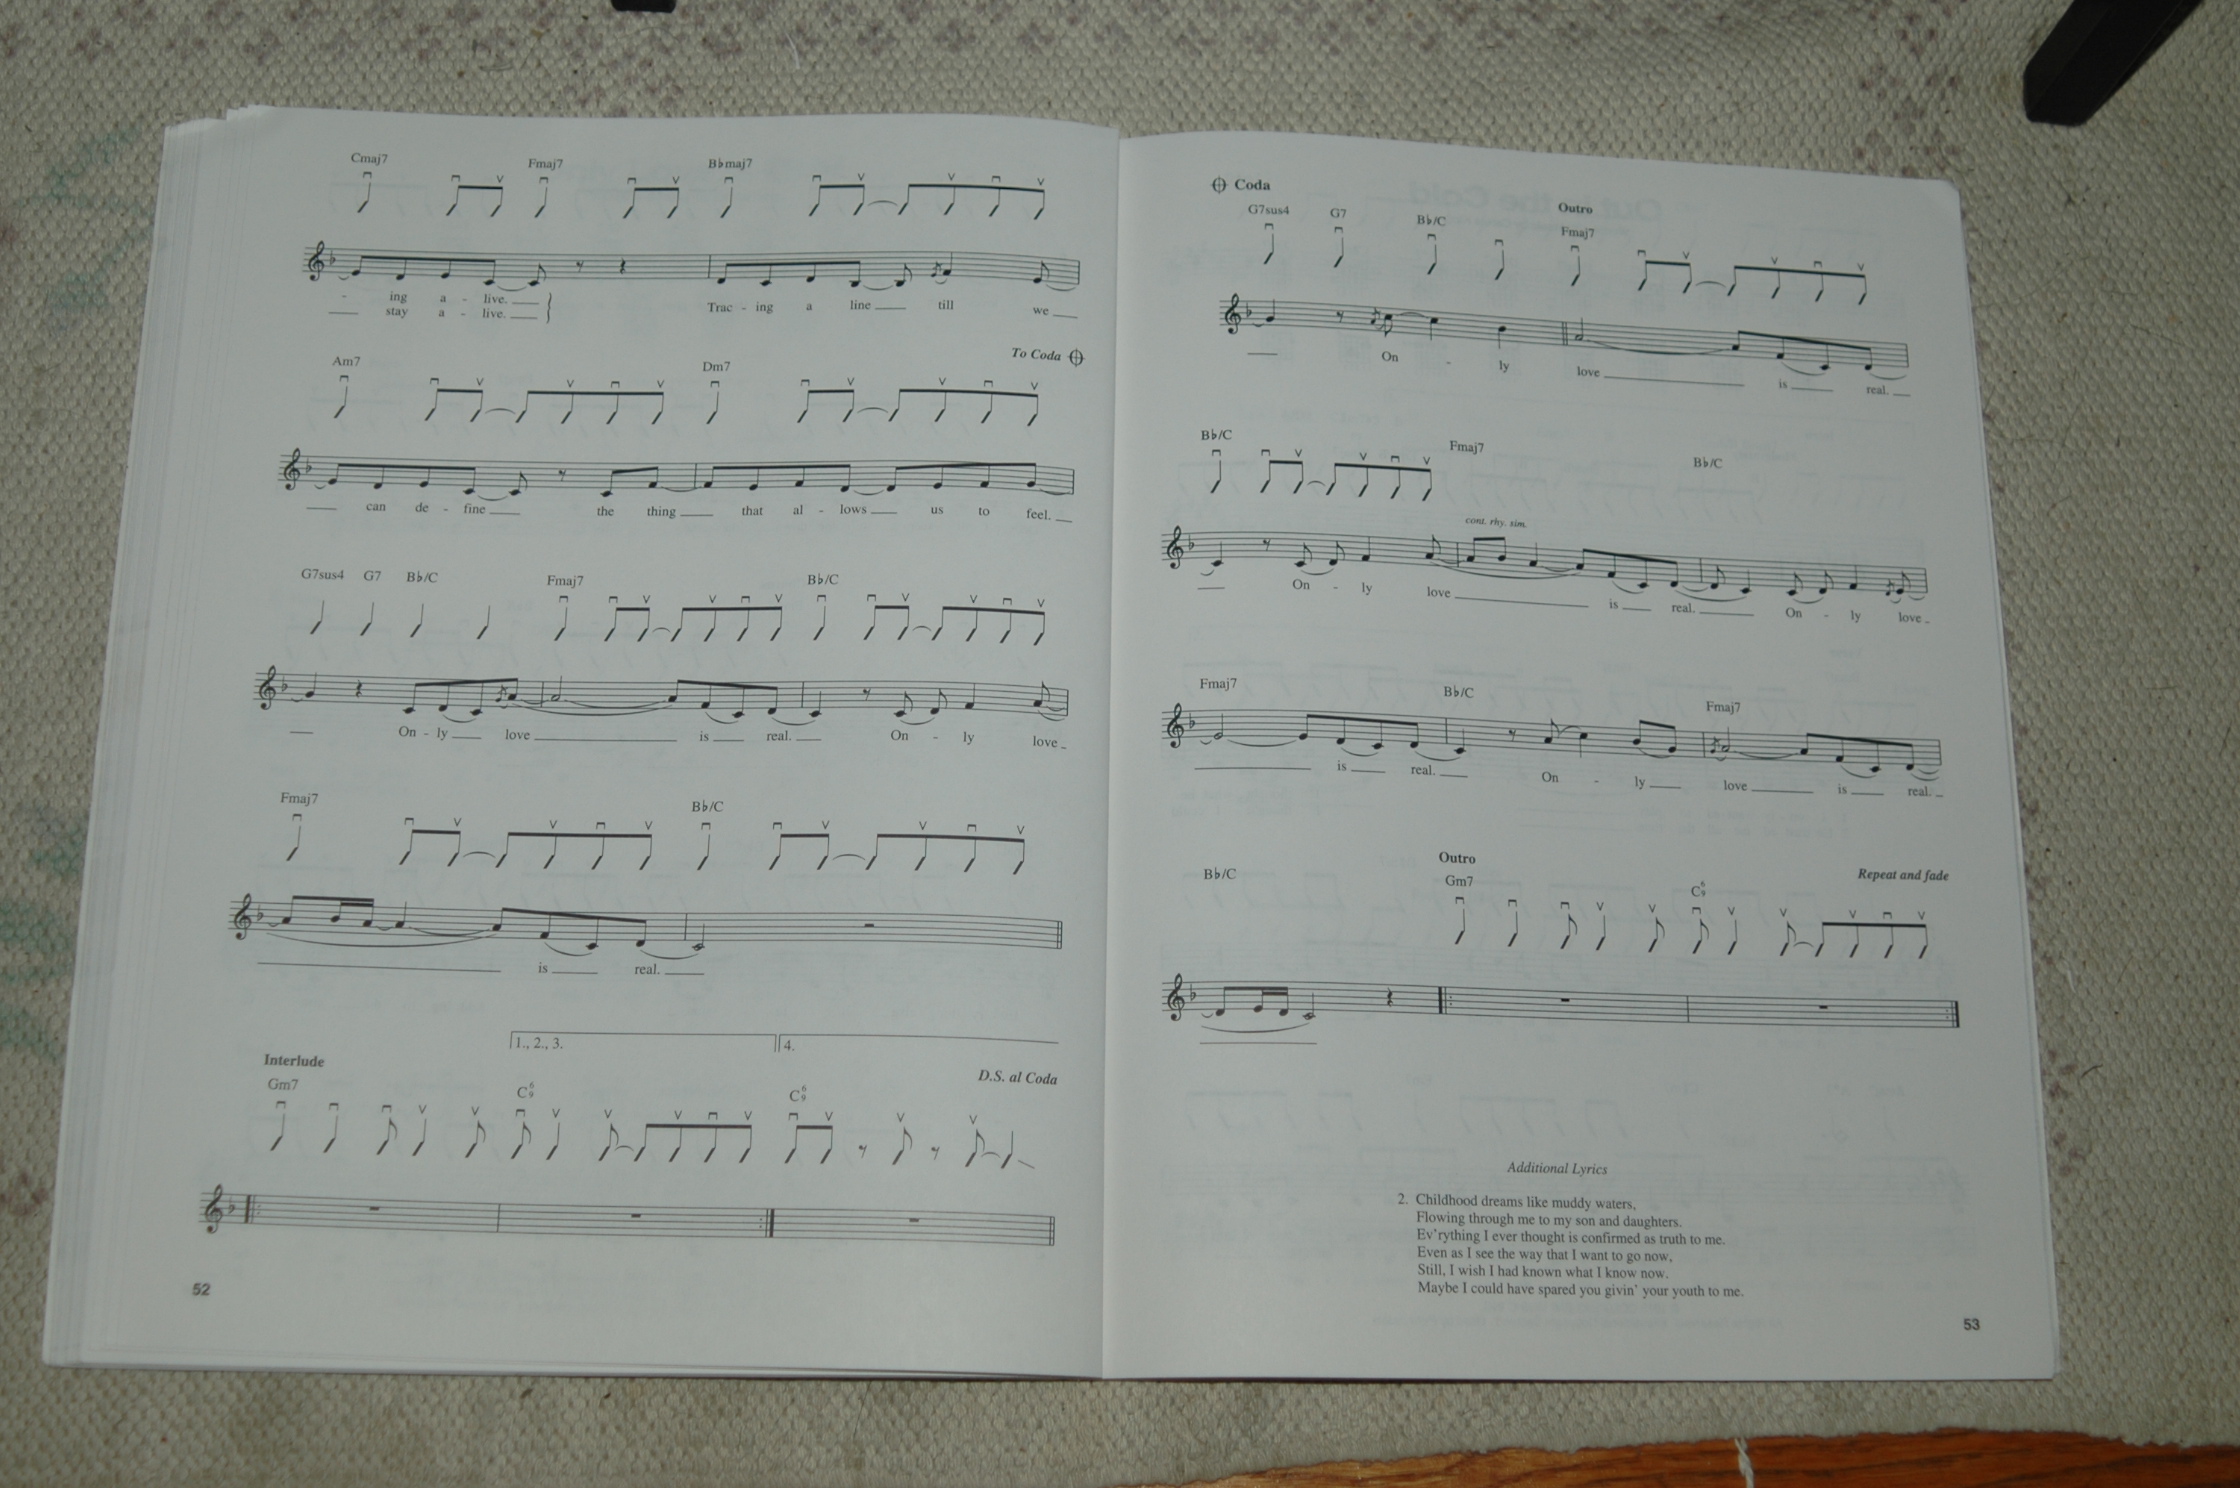 Cmaj7 Fmaj7 B♭maj7
- ing a - live.
stay a - live.
Trac - ing a line till we
To Coda
Am7 Dm7
can de - fine the thing that al - lows us to feel.
G7sus4 G7 B♭/C Fmaj7 B♭/C
On - ly love is real. On - ly love
Fmaj7 B♭/C
is real.
1., 2., 3. 4.
Interlude
D.S. al Coda
Gm7 C6/9 C6/9
52
Coda
Outro
G7sus4 G7 B♭/C Fmaj7
On - ly love is real.
B♭/C Fmaj7 B♭/C
cont. rhy. sim.
On - ly love is real. On - ly love
Fmaj7 B♭/C Fmaj7
is real. On - ly love is real.
Outro
Repeat and fade
B♭/C Gm7 C6/9
Additional Lyrics
2. Childhood dreams like muddy waters,
Flowing through me to my son and daughters.
Ev'rything I ever thought is confirmed as truth to me.
Even as I see the way that I want to go now,
Still, I wish I had known what I know now.
Maybe I could have spared you givin' your youth to me.
53